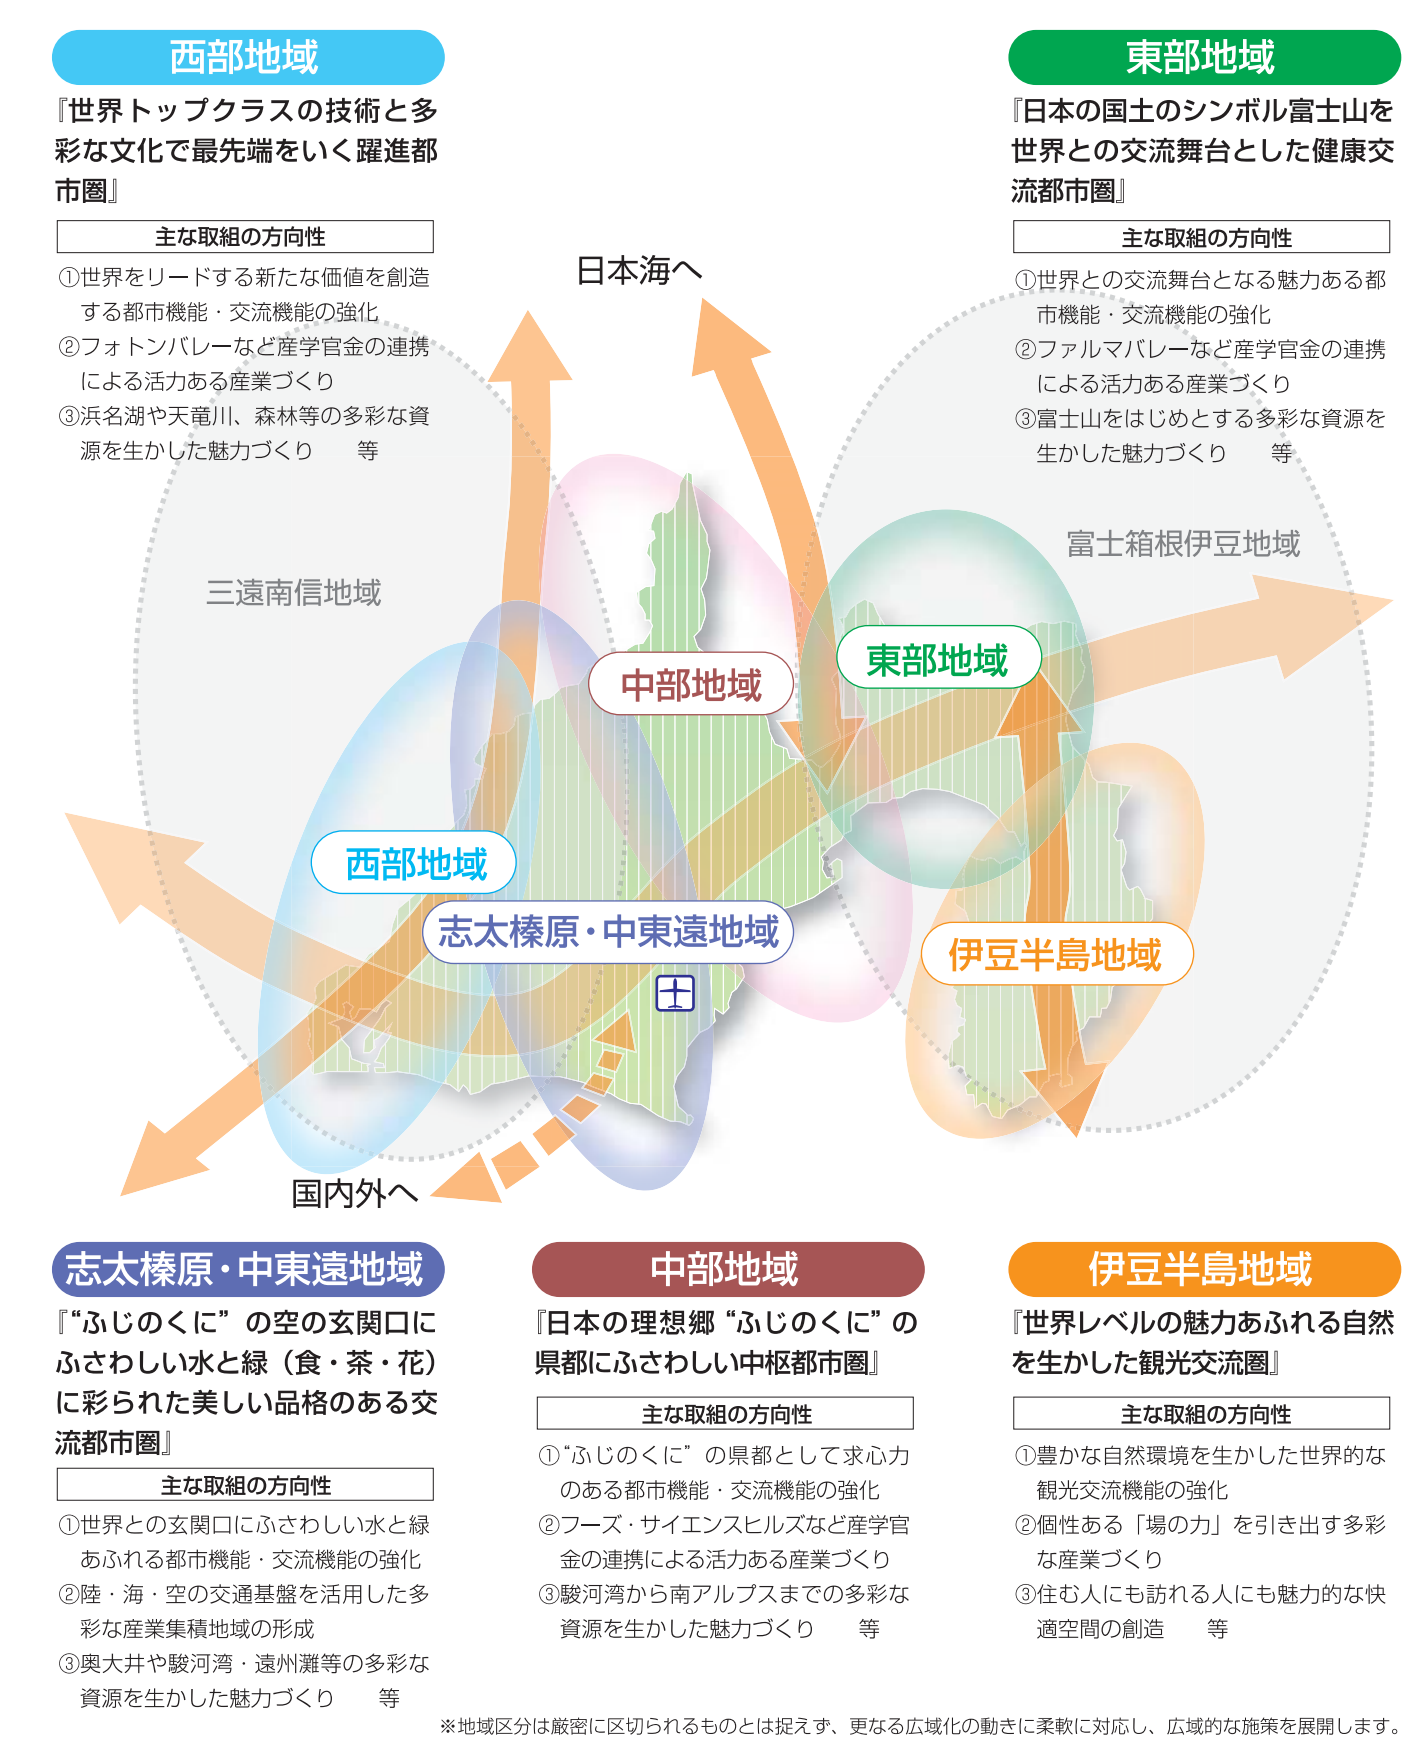 西部地域
『世界トップクラスの技術と多
彩な文化で最先端をいく躍進都
市圏』
主な取組の方向性
①世界をリードする新たな価値を創造
する都市機能・交流機能の強化
②フォトンバレーなど産学官金の連携
による活力ある産業づくり
③浜名湖や天竜川、森林等の多彩な資
源を生かした魅力づくり　　等
東部地域
『日本の国土のシンボル富士山を
世界との交流舞台とした健康交
流都市圏』
主な取組の方向性
①世界との交流舞台となる魅力ある都
市機能・交流機能の強化
②ファルマバレーなど産学官金の連携
による活力ある産業づくり
③富士山をはじめとする多彩な資源を
生かした魅力づくり　　等
日本海へ
富士箱根伊豆地域
三遠南信地域
東部地域
中部地域
西部地域
志太榛原・中東遠地域
伊豆半島地域
国内外へ
志太榛原・中東遠地域
『“ふじのくに”の空の玄関口に
ふさわしい水と緑（食・茶・花）
に彩られた美しい品格のある交
流都市圏』
主な取組の方向性
①世界との玄関口にふさわしい水と緑
あふれる都市機能・交流機能の強化
②陸・海・空の交通基盤を活用した多
彩な産業集積地域の形成
③奥大井や駿河湾・遠州灘等の多彩な
資源を生かした魅力づくり　　等
中部地域
『日本の理想郷“ふじのくに”の
県都にふさわしい中枢都市圏』
主な取組の方向性
①“ふじのくに”の県都として求心力
のある都市機能・交流機能の強化
②フーズ・サイエンスヒルズなど産学官
金の連携による活力ある産業づくり
③駿河湾から南アルプスまでの多彩な
資源を生かした魅力づくり　　等
伊豆半島地域
『世界レベルの魅力あふれる自然
を生かした観光交流圏』
主な取組の方向性
①豊かな自然環境を生かした世界的な
観光交流機能の強化
②個性ある「場の力」を引き出す多彩
な産業づくり
③住む人にも訪れる人にも魅力的な快
適空間の創造　　等
※地域区分は厳密に区切られるものとは捉えず、更なる広域化の動きに柔軟に対応し、広域的な施策を展開します。